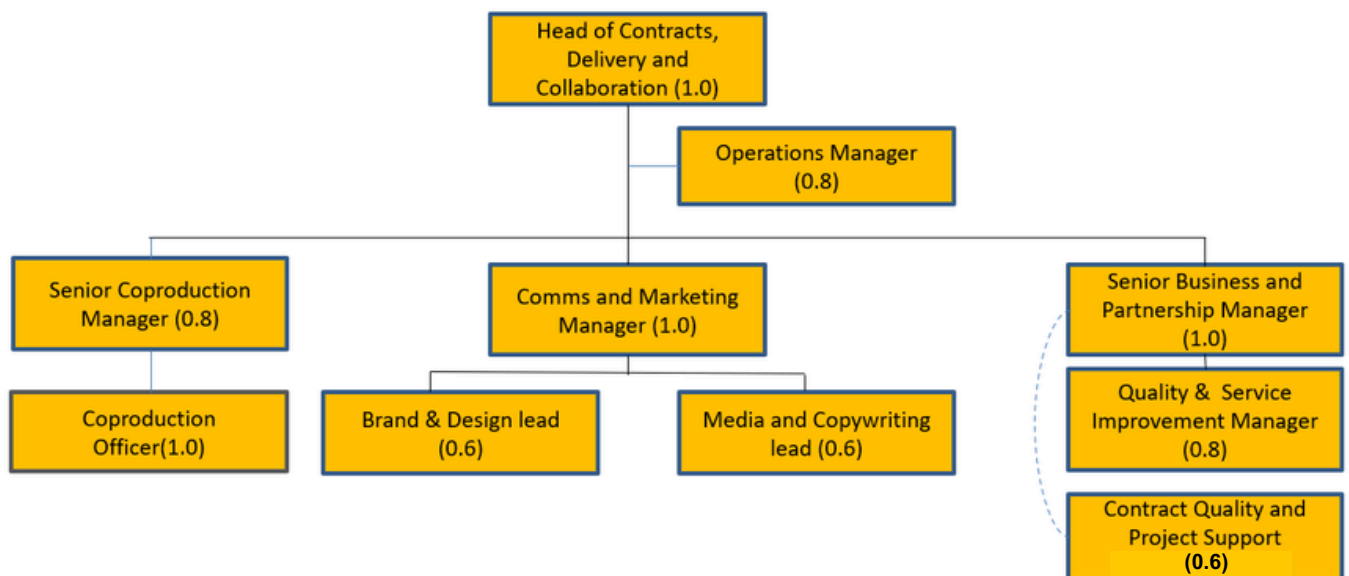 Head of Contracts,
Delivery and
Collaboration (1.0)
Operations Manager
(0.8)
Senior Coproduction
Manager (0.8)
Comms and Marketing
Manager (1.0)
Senior Business and
Partnership Manager
(1.0)
Coproduction
Officer(1.0)
Brand & Design lead
(0.6)
Media and Copywriting
lead (0.6)
Quality &  Service
Improvement Manager
(0.8)
Contract Quality and
Project Support
(0.6)